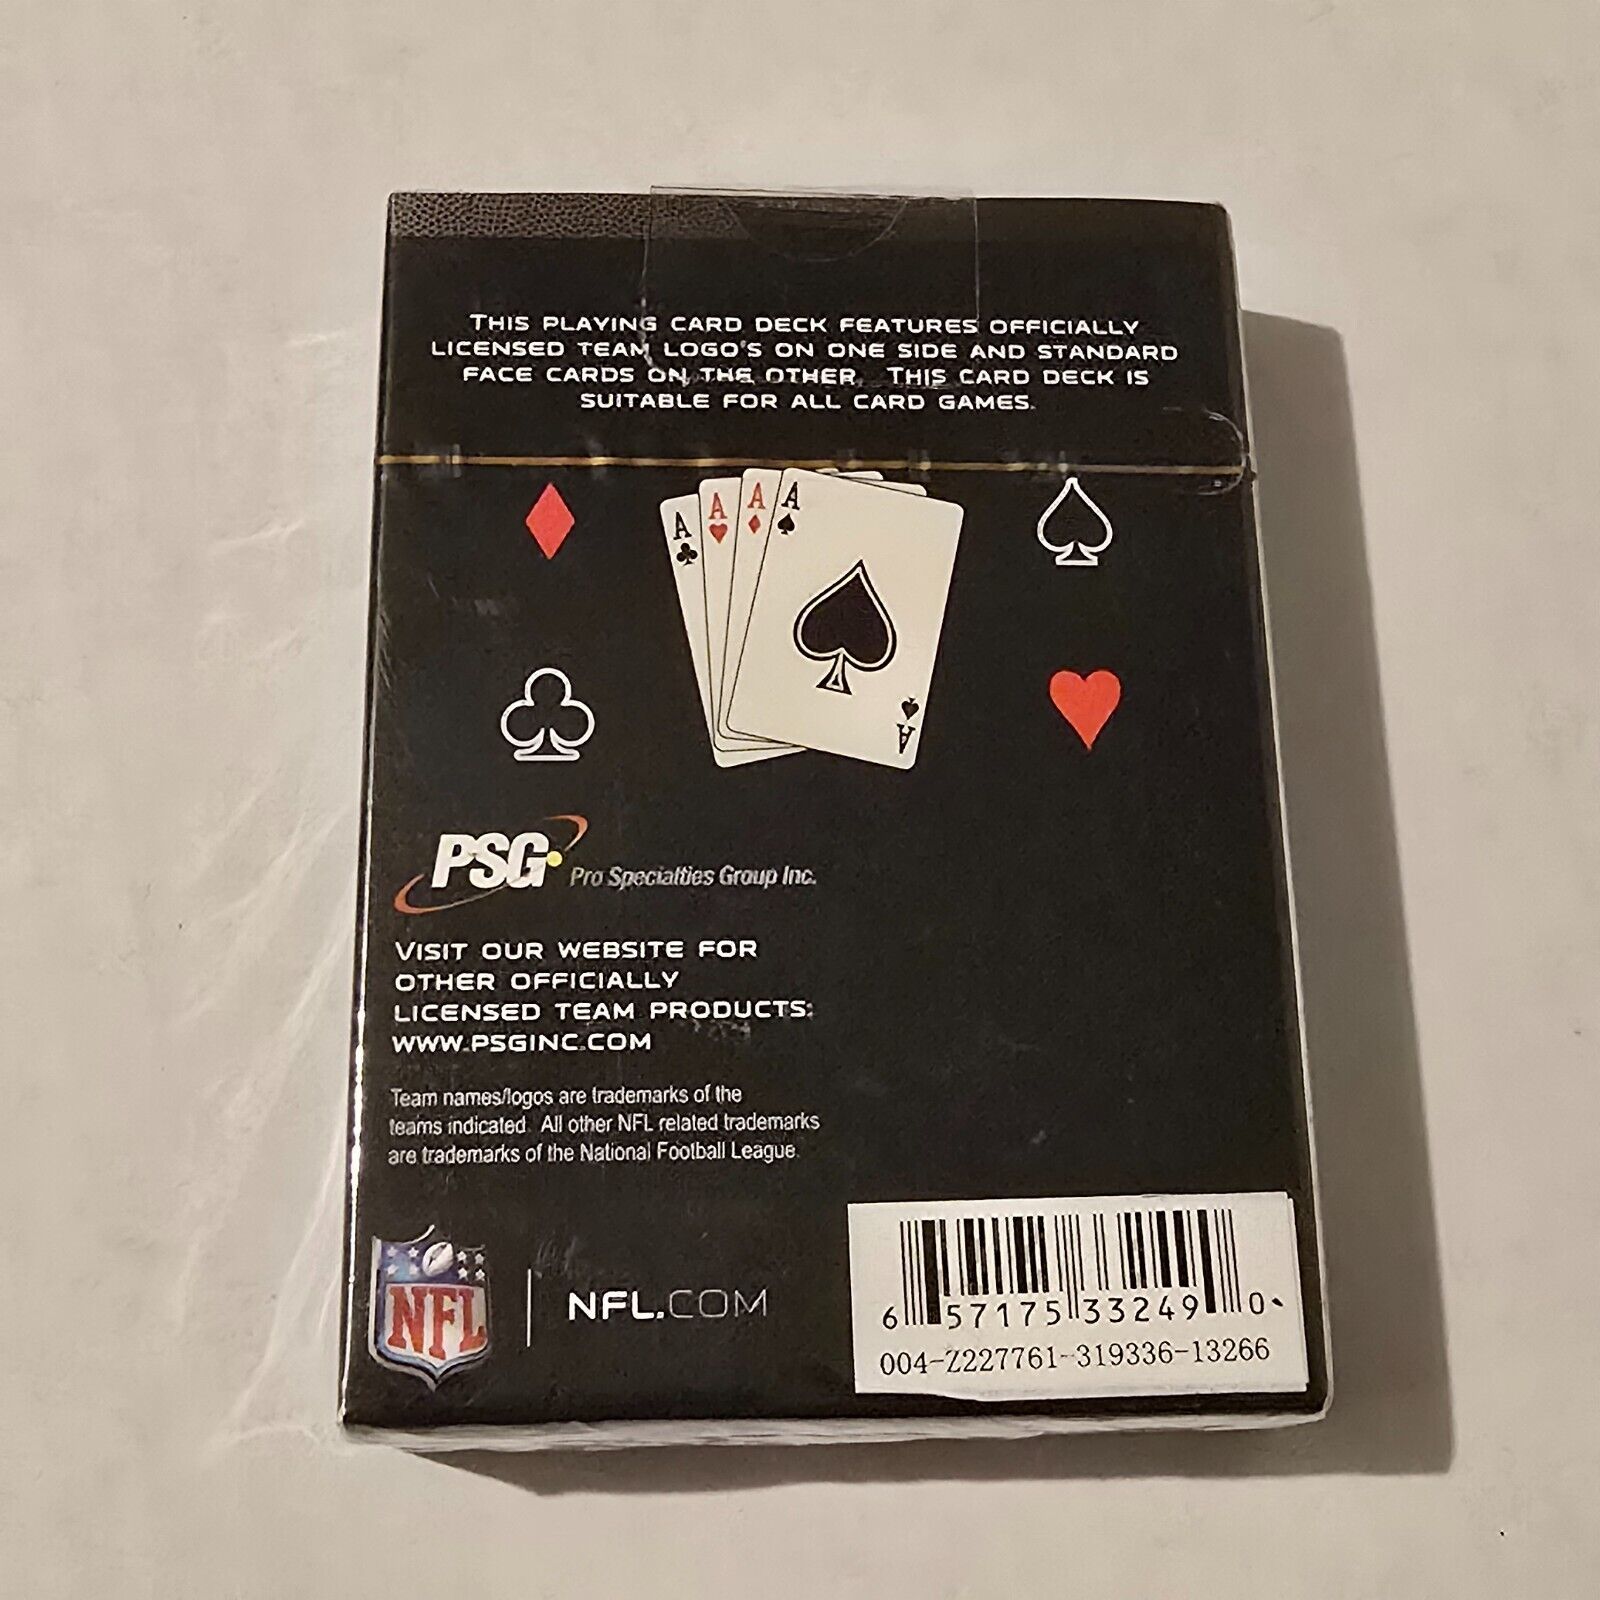 THIS PLAYING CARD DECK FEATURES OFFICIALLY
LICENSED TEAM LOGO'S ON ONE SIDE AND STANDARD
FACE CARDS ON THE OTHER. THIS CARD DECK IS
SUITABLE FOR ALL CARD GAMES.
A A A A
A
PSG Pro Specialties Group Inc.
VISIT OUR WEBSITE FOR
OTHER OFFICIALLY
LICENSED TEAM PRODUCTS:
WWW.PSGINC.COM
Team names/logos are trademarks of the
teams indicated. All other NFL related trademarks
are trademarks of the National Football League.
NFL | NFL.COM
6 57175 33249 0
004-Z227761-319336-13266